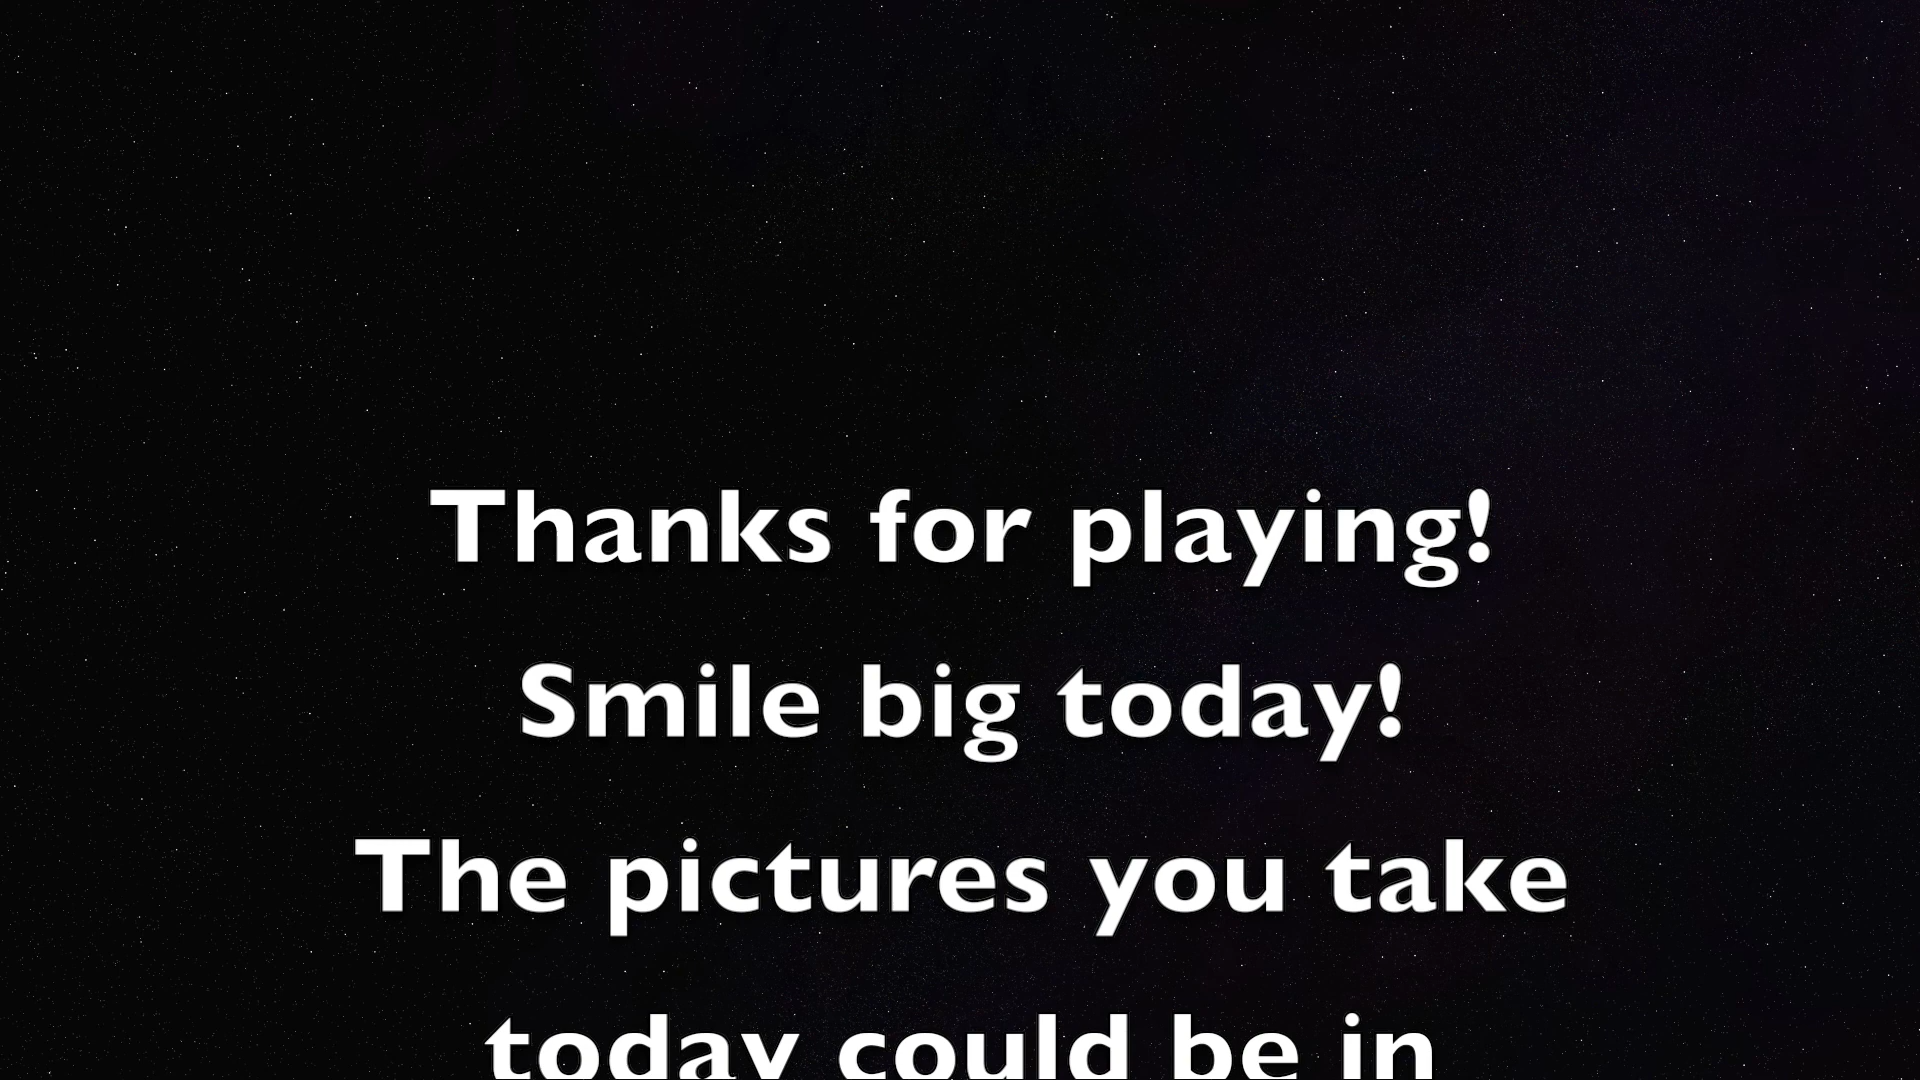 Thanks for playing!
Smile big today!
The pictures you take
today could be in